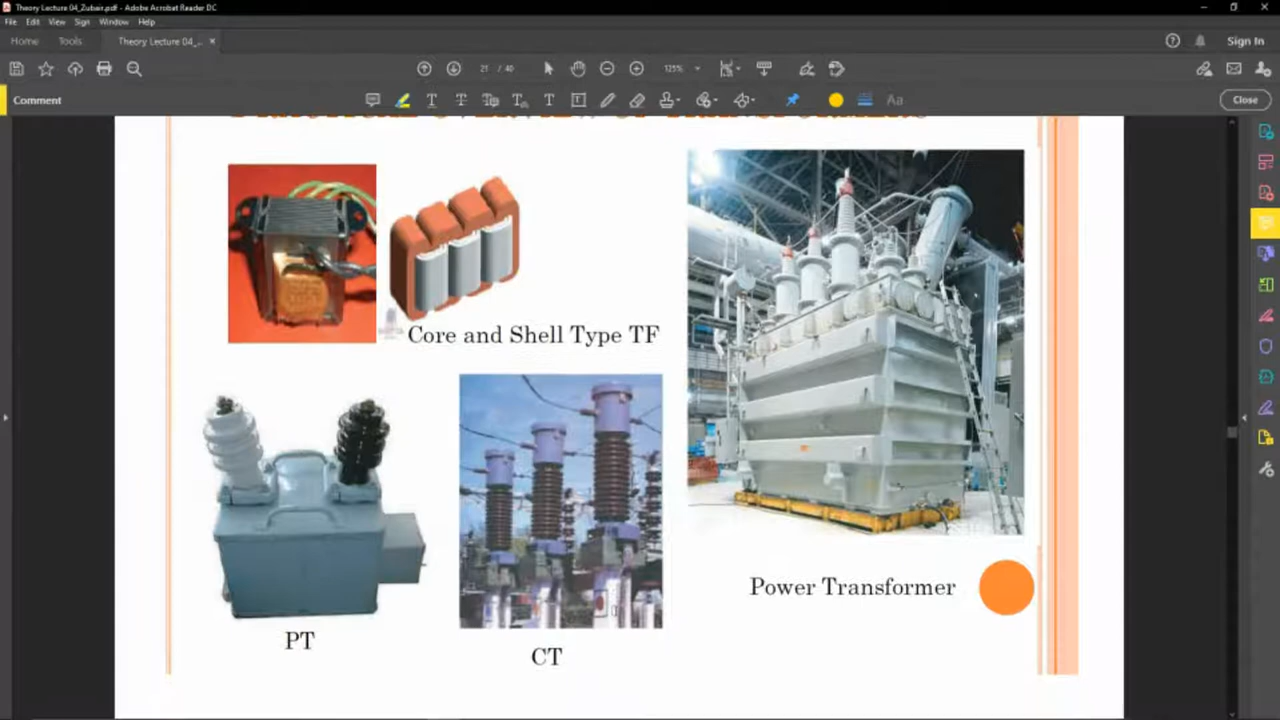 Theory Lecture 04_Zubair.pdf - Adobe Acrobat Reader DC
File Edit View Sign Window Help
Home Tools Theory Lecture 04_... × Sign In
21 / 40 125%
Comment Aa Close
Core and Shell Type TF
PT
CT
Power Transformer